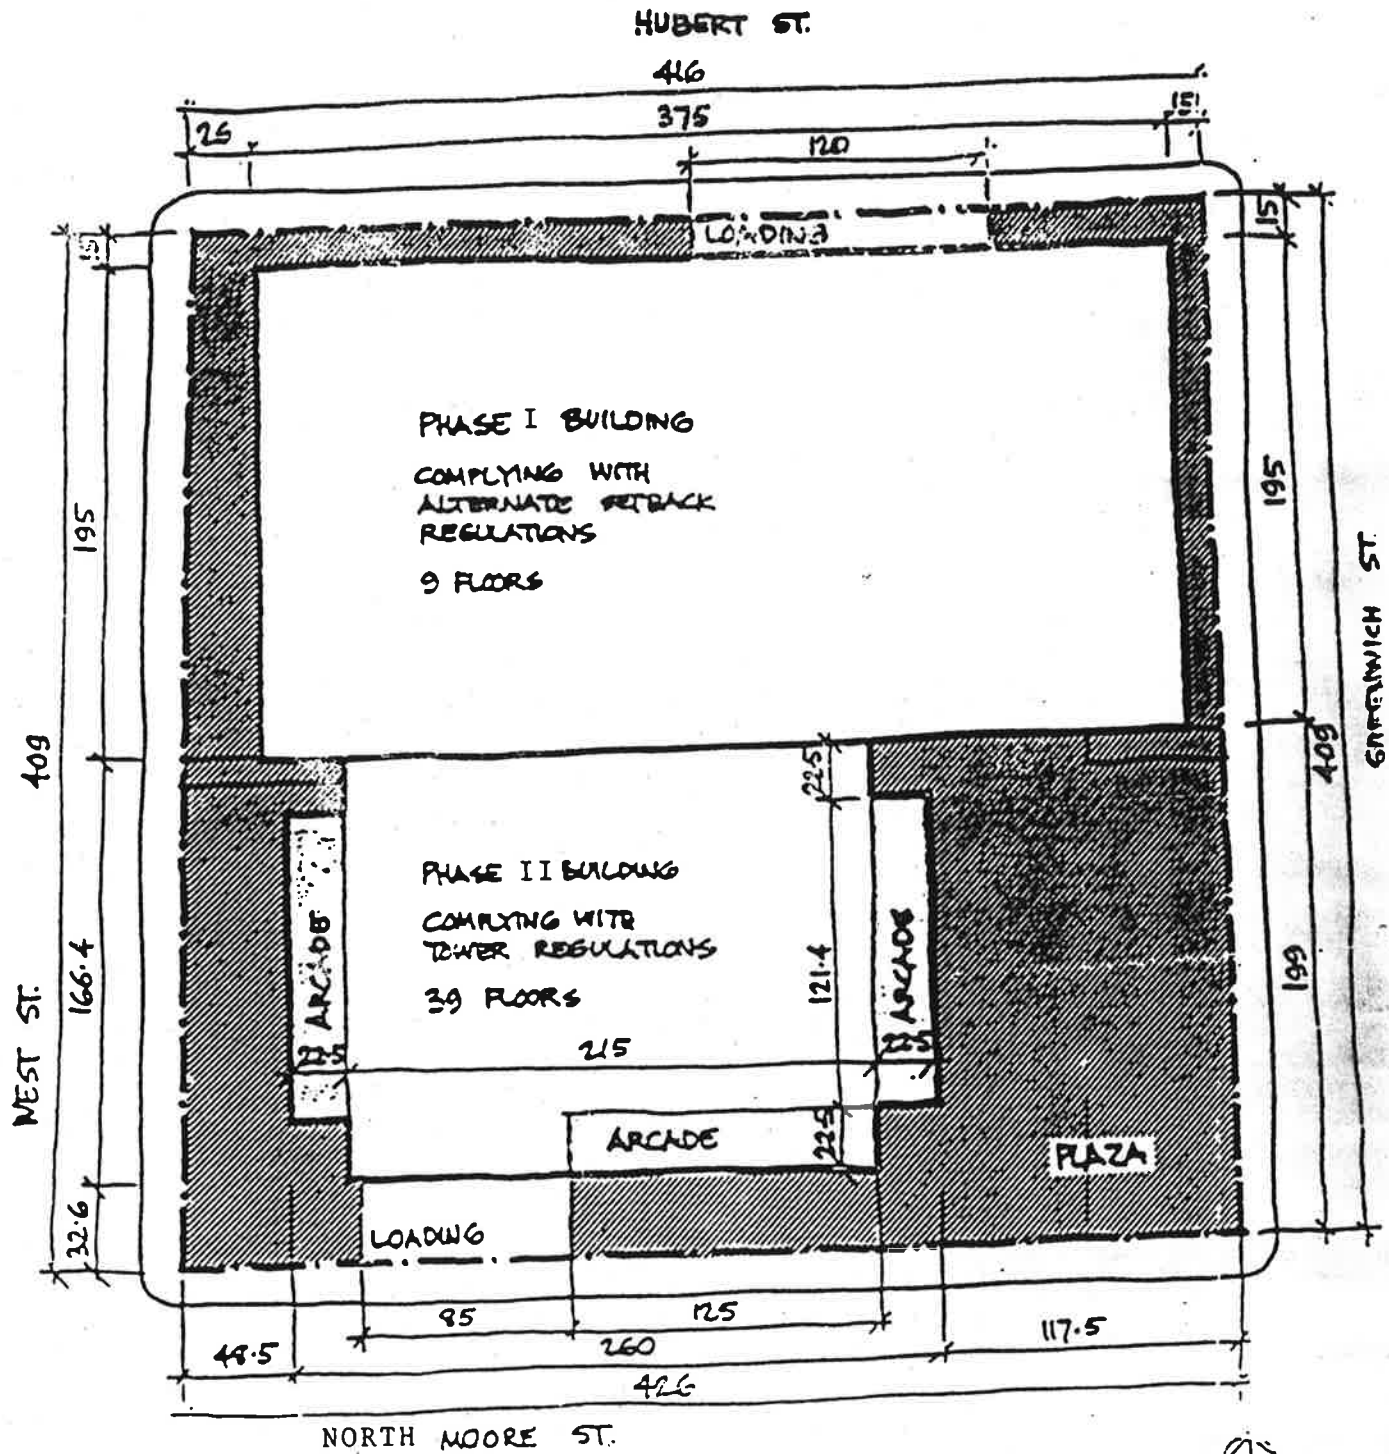 HUBERT ST.
416
25
375
15
120
15
15
LOADING
PHASE I BUILDING
COMPLYING WITH
ALTERNATE SETBACK
REGULATIONS
9 FLOORS
195
195
409
409
GREENWICH ST.
22.5
PHASE II BUILDING
COMPLYING WITH
TOWER REGULATIONS
39 FLOORS
ARCADE
ARCADE
166.4
121.4
199
WEST ST.
22.5
215
22.5
ARCADE
22.5
PLAZA
32.6
LOADING
85
125
117.5
48.5
260
426
NORTH MOORE ST.